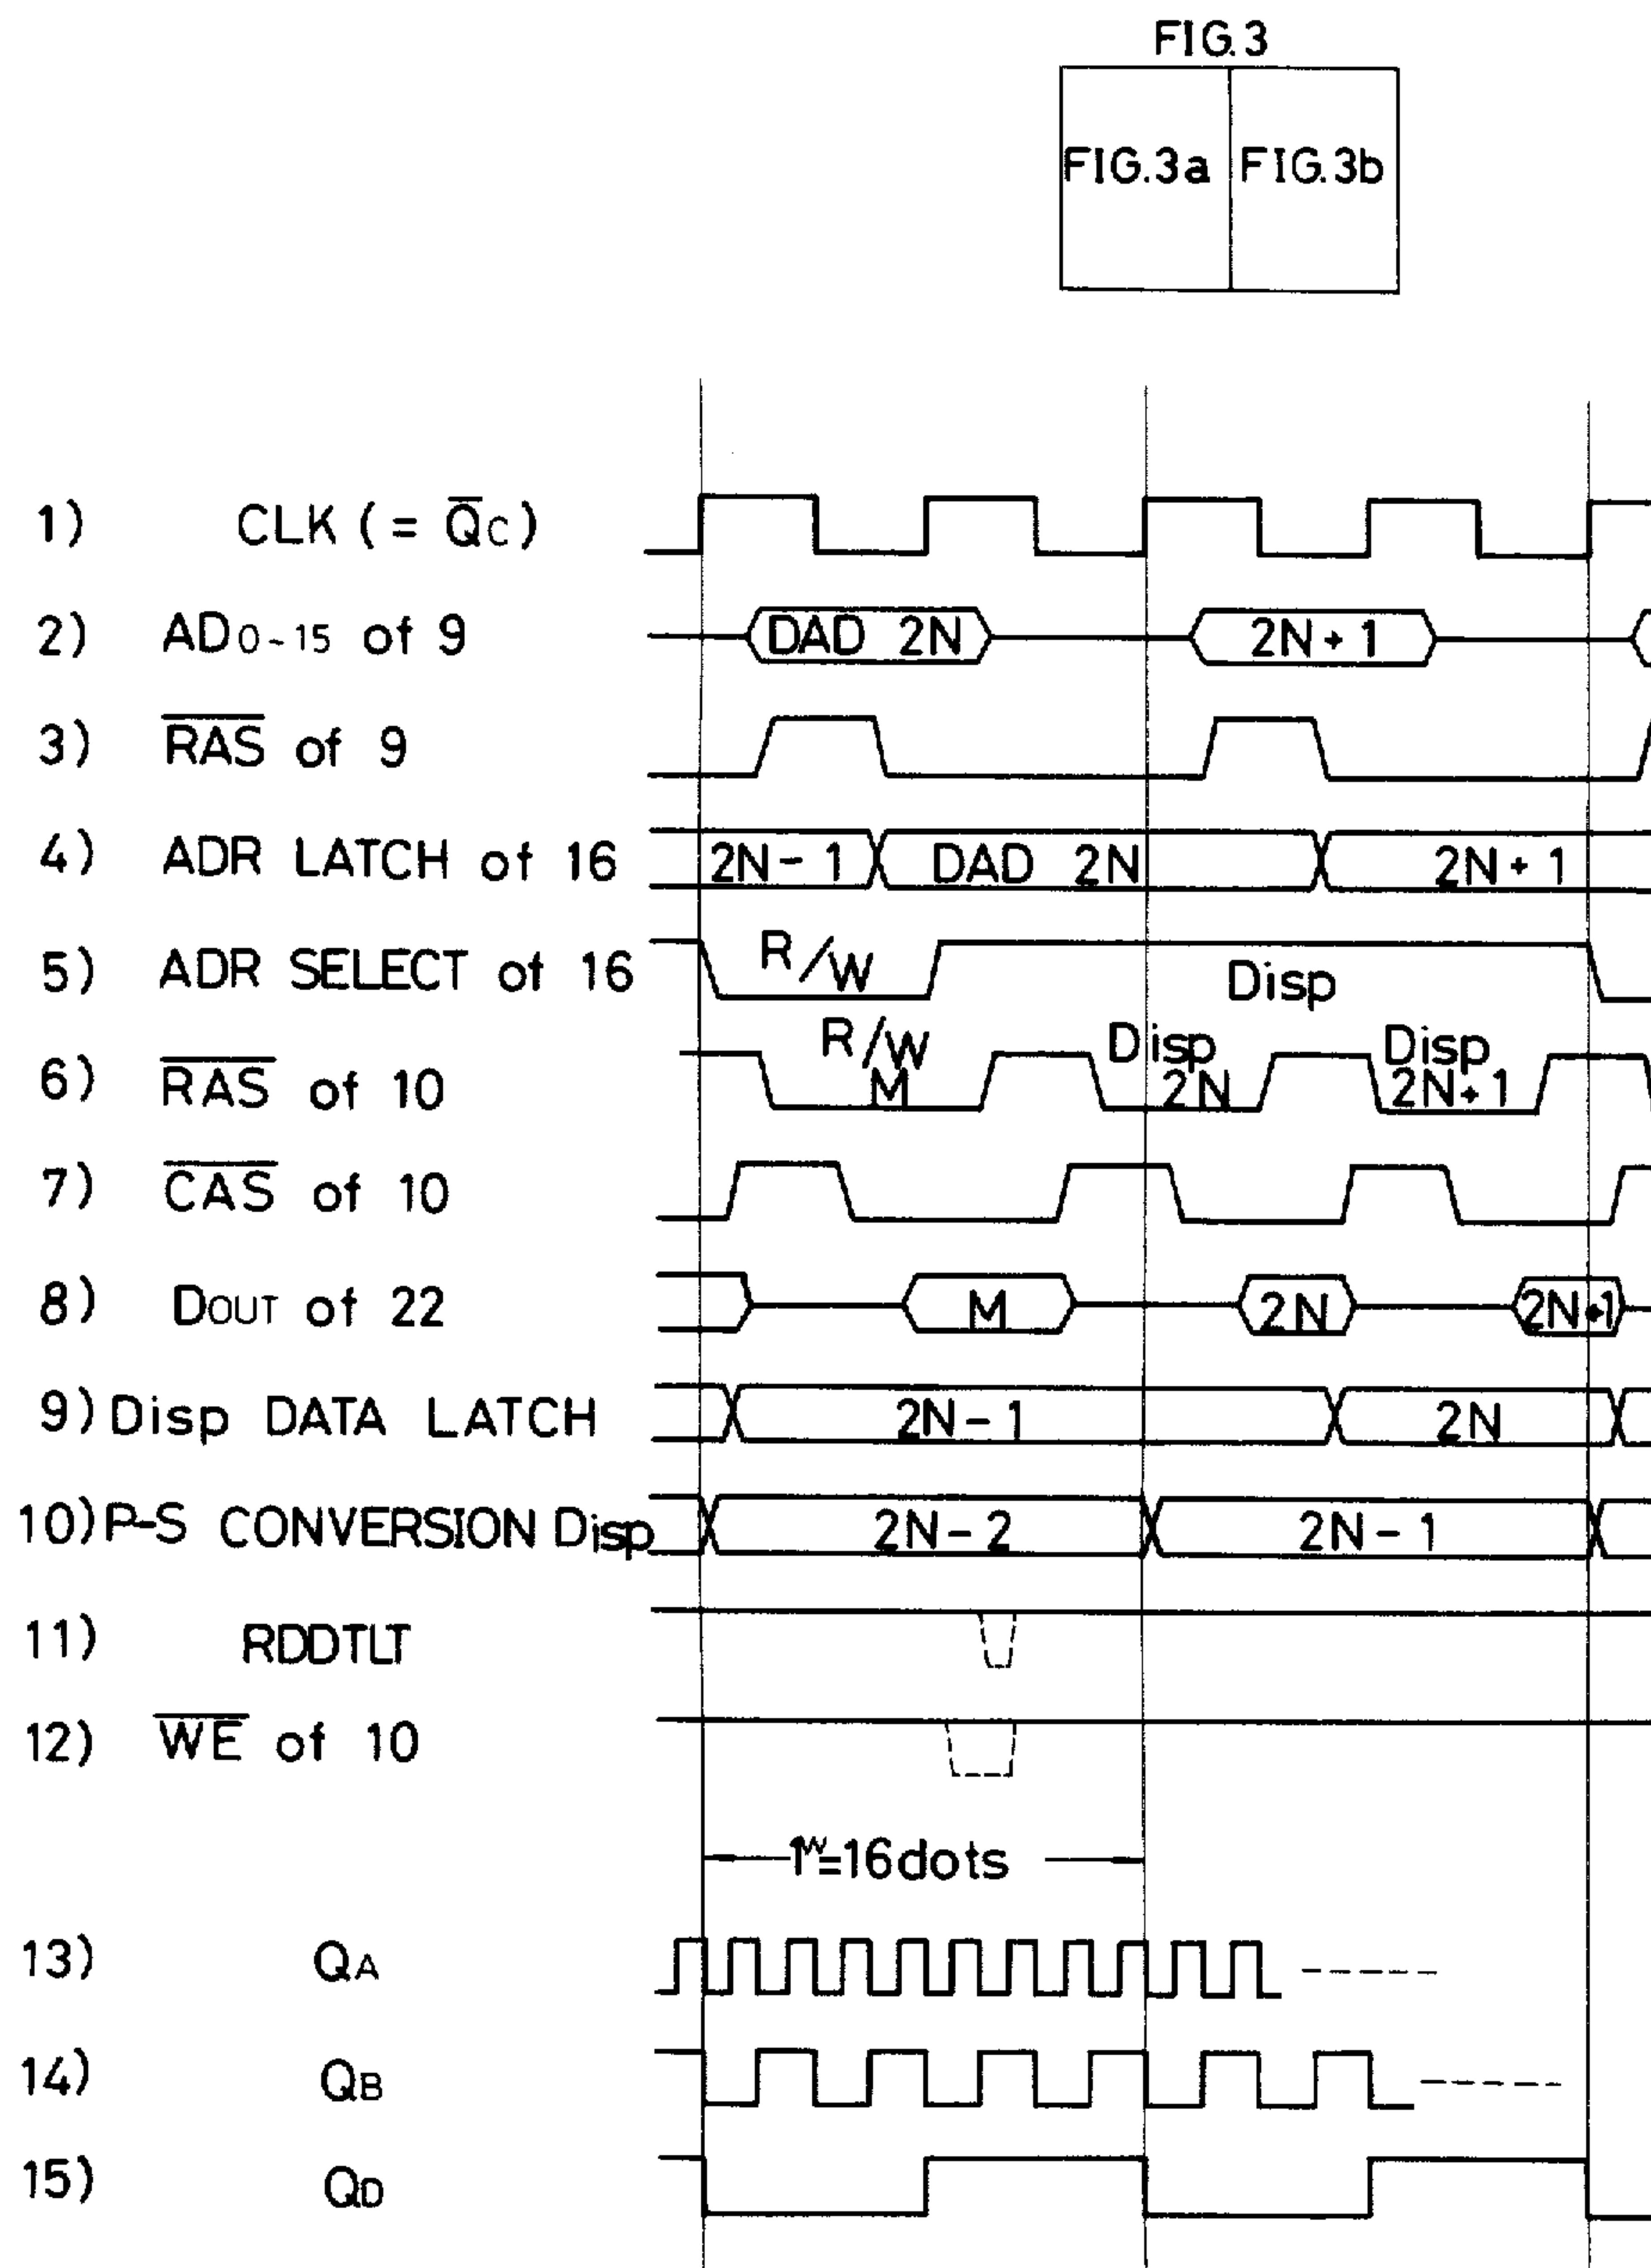 FIG.3
FIG.3a FIG.3b
1) CLK (= Q̅C)
2) AD0-15 of 9 DAD 2N 2N+1
3) R̅A̅S̅ of 9
4) ADR LATCH of 16 2N-1 DAD 2N 2N+1
5) ADR SELECT of 16 R/W Disp
6) R̅A̅S̅ of 10 R/W M Disp 2N Disp 2N+1
7) C̅A̅S̅ of 10
8) DOUT of 22 M 2N 2N+1
9) Disp DATA LATCH 2N-1 2N
10) P-S CONVERSION Disp 2N-2 2N-1
11) RDDTLT
12) W̅E̅ of 10
1ᵂ=16dots
13) QA
14) QB
15) QD